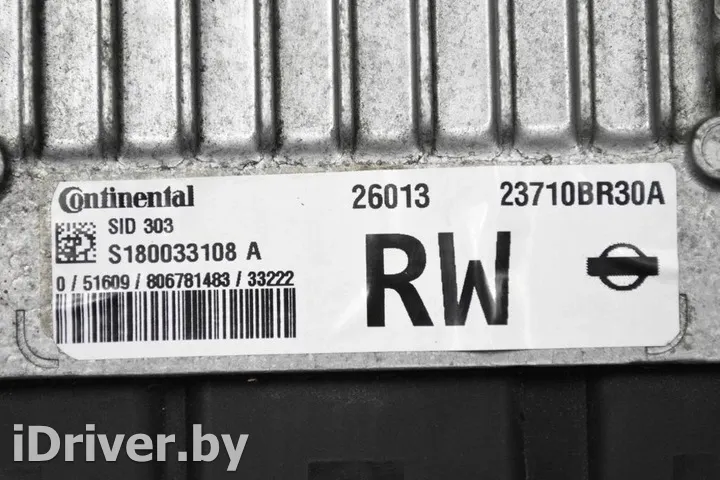 Continental
26013
23710BR30A
SID 303
S180033108 A
0 / 51609 / 806781483 / 33222
RW
iDriver.by